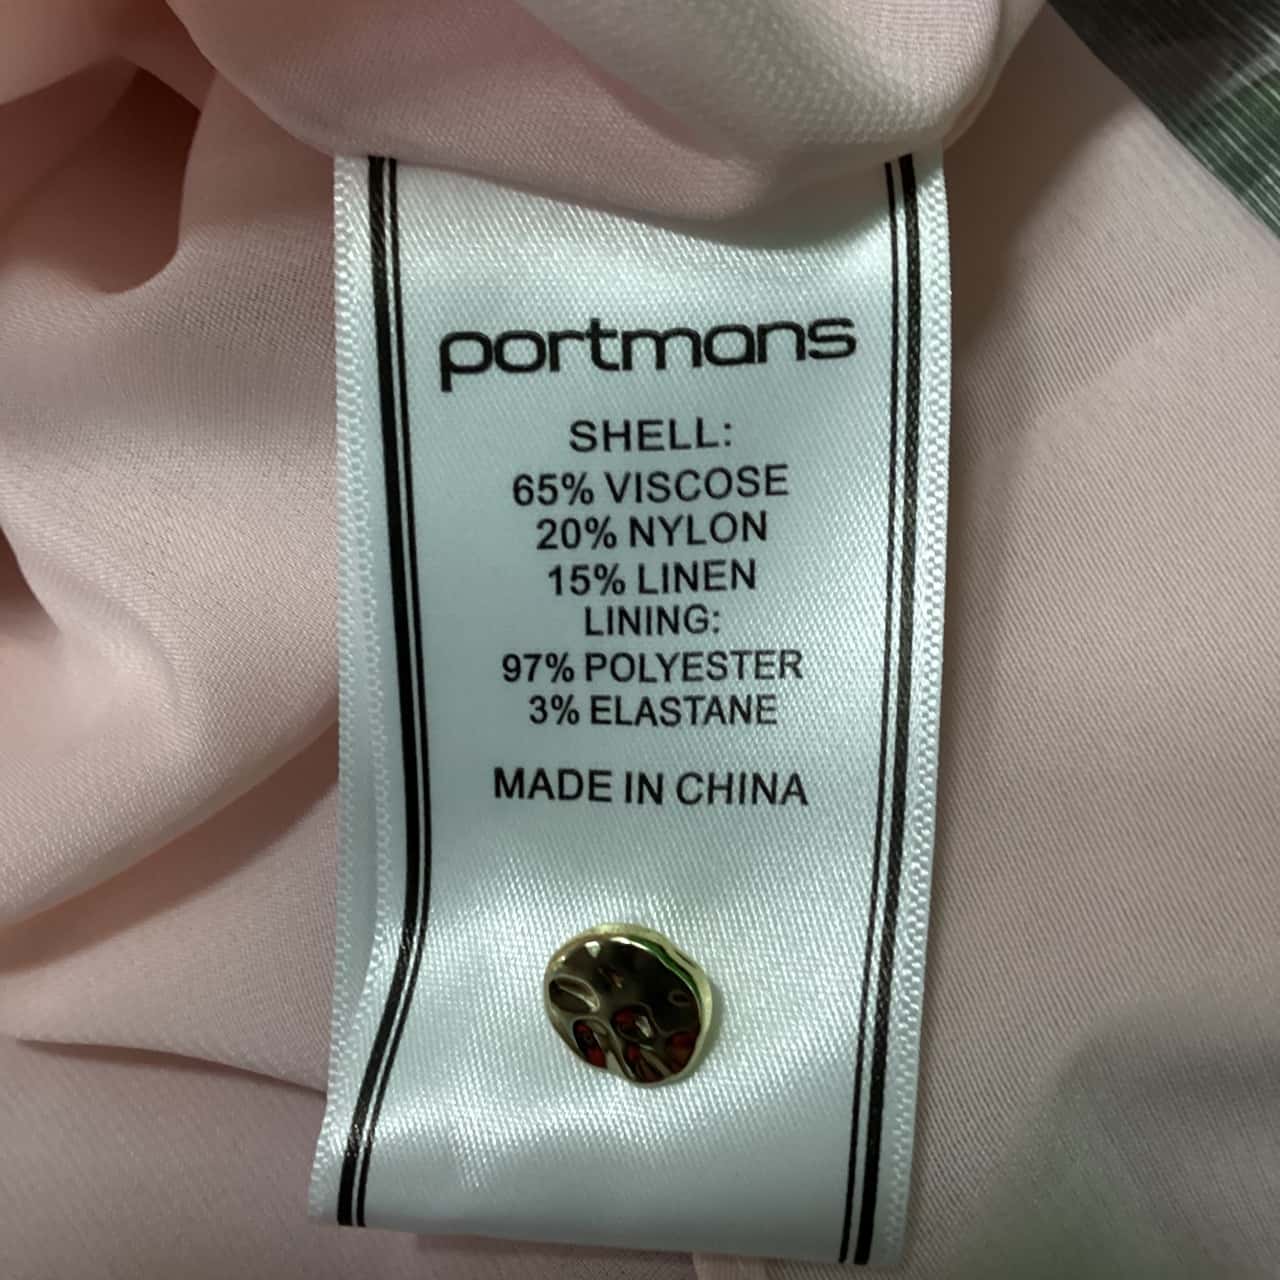 portmans
SHELL:
65% VISCOSE
20% NYLON
15% LINEN
LINING:
97% POLYESTER
3% ELASTANE
MADE IN CHINA